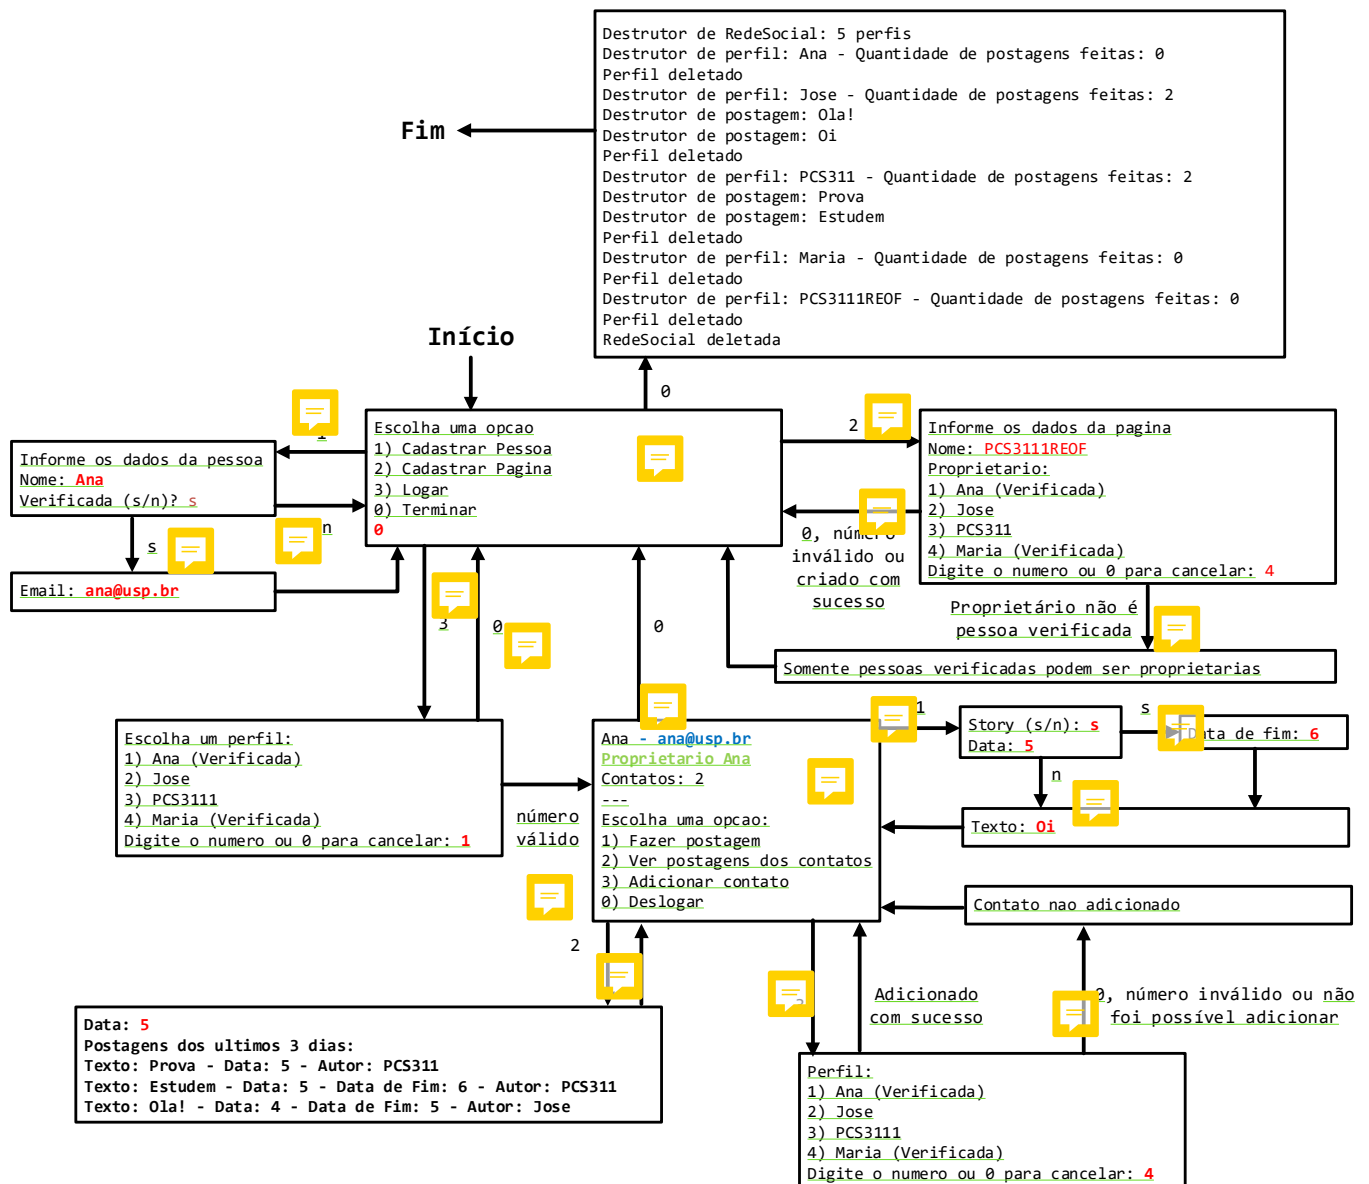 Destrutor de RedeSocial: 5 perfis
Destrutor de perfil: Ana - Quantidade de postagens feitas: 0
Perfil deletado
Destrutor de perfil: Jose - Quantidade de postagens feitas: 2
Destrutor de postagem: Ola!
Destrutor de postagem: Oi
Perfil deletado
Destrutor de perfil: PCS311 - Quantidade de postagens feitas: 2
Destrutor de postagem: Prova
Destrutor de postagem: Estudem
Perfil deletado
Destrutor de perfil: Maria - Quantidade de postagens feitas: 0
Perfil deletado
Destrutor de perfil: PCS3111REOF - Quantidade de postagens feitas: 0
Perfil deletado
RedeSocial deletada
Fim
Início
0
Escolha uma opcao
1) Cadastrar Pessoa
2) Cadastrar Pagina
3) Logar
0) Terminar
0
Informe os dados da pessoa
Nome: Ana
Verificada (s/n)? s
n
s
Email: ana@usp.br
2
Informe os dados da pagina
Nome: PCS3111REOF
Proprietario:
1) Ana (Verificada)
2) Jose
3) PCS311
4) Maria (Verificada)
Digite o numero ou 0 para cancelar: 4
0, número
inválido ou
criado com
sucesso
Proprietário não é
pessoa verificada
Somente pessoas verificadas podem ser proprietarias
3
0
0
Escolha um perfil:
1) Ana (Verificada)
2) Jose
3) PCS3111
4) Maria (Verificada)
Digite o numero ou 0 para cancelar: 1
número
válido
Ana - ana@usp.br
Proprietario Ana
Contatos: 2
---
Escolha uma opcao:
1) Fazer postagem
2) Ver postagens dos contatos
3) Adicionar contato
0) Deslogar
1
Story (s/n): s
Data: 5
s
Data de fim: 6
n
Texto: Oi
Contato nao adicionado
2
Data: 5
Postagens dos ultimos 3 dias:
Texto: Prova - Data: 5 - Autor: PCS311
Texto: Estudem - Data: 5 - Data de Fim: 6 - Autor: PCS311
Texto: Ola! - Data: 4 - Data de Fim: 5 - Autor: Jose
Adicionado
com sucesso
0, número inválido ou não
foi possível adicionar
Perfil:
1) Ana (Verificada)
2) Jose
3) PCS3111
4) Maria (Verificada)
Digite o numero ou 0 para cancelar: 4